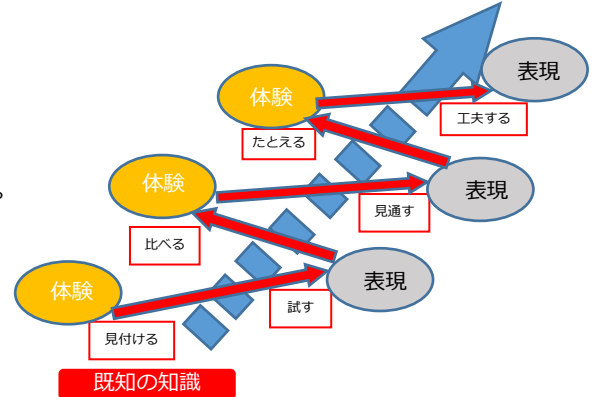 表現
体験
工夫する
たとえる
体験
表現
見通す
比べる
。
表現
体験
試す
見付ける
既知の知識